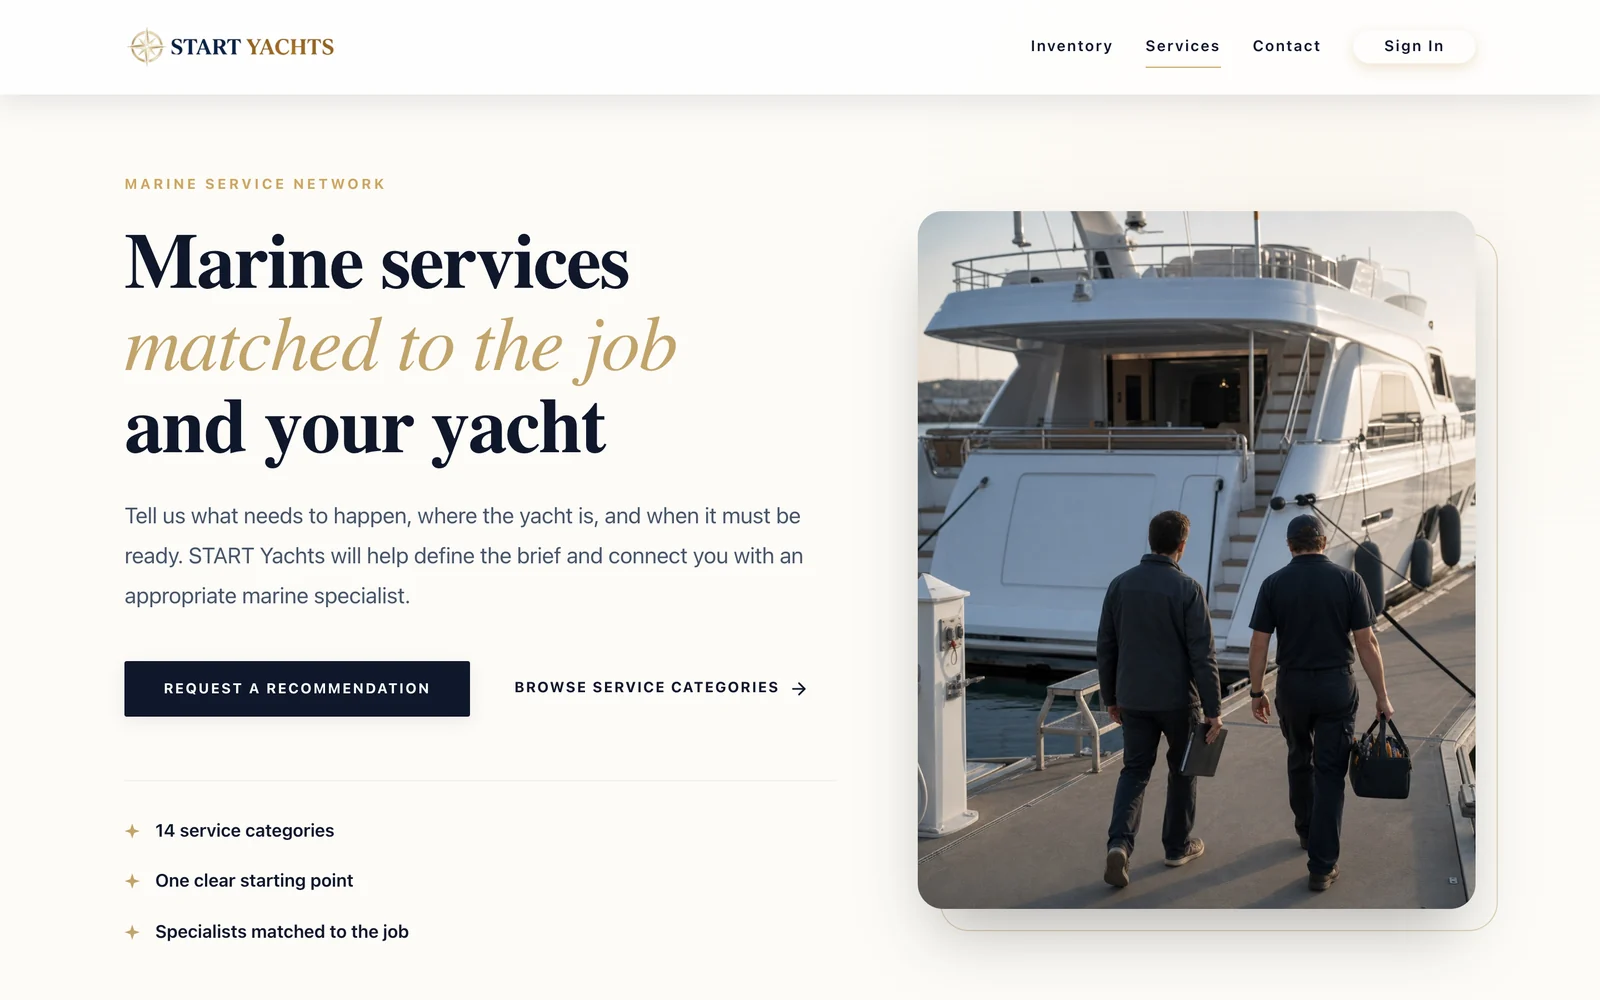 START YACHTS
Inventory
Services
Contact
Sign In
MARINE SERVICE NETWORK
Marine services
matched to the job
and your yacht
Tell us what needs to happen, where the yacht is, and when it must be
ready. START Yachts will help define the brief and connect you with an
appropriate marine specialist.
REQUEST A RECOMMENDATION
BROWSE SERVICE CATEGORIES
14 service categories
One clear starting point
Specialists matched to the job